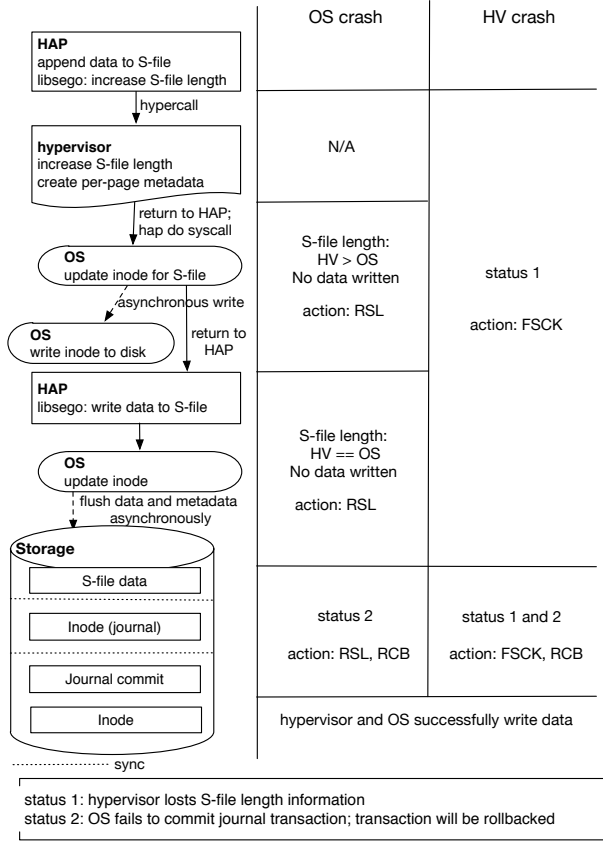 OS crash
HV crash
HAP
append data to S-file
libsego: increase S-file length
hypercall
hypervisor
increase S-file length
create per-page metadata
N/A
return to HAP;
hap do syscall
OS
update inode for S-file
asynchronous write
OS
write inode to disk
return to
HAP
S-file length:
HV > OS
No data written
action: RSL
status 1
action: FSCK
HAP
libsego: write data to S-file
OS
update inode
flush data and metadata
asynchronously
S-file length:
HV == OS
No data written
action: RSL
Storage
S-file data
Inode (journal)
Journal commit
Inode
status 2
action: RSL, RCB
status 1 and 2
action: FSCK, RCB
hypervisor and OS successfully write data
sync
status 1: hypervisor losts S-file length information
status 2: OS fails to commit journal transaction; transaction will be rollbacked